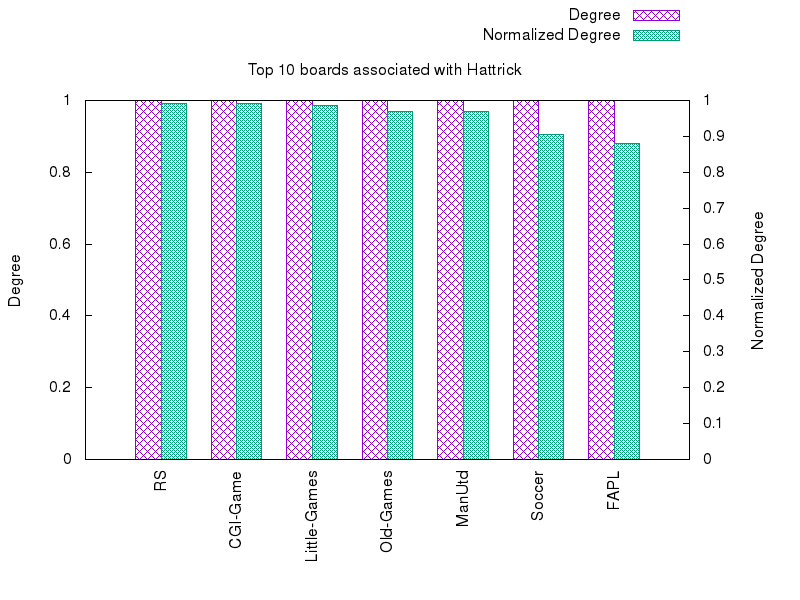 Degree
Normalized Degree
Top 10 boards associated with Hattrick
1
0.8
0.6
0.4
0.2
0
Degree
1
0.9
0.8
0.7
0.6
0.5
0.4
0.3
0.2
0.1
0
Normalized Degree
RS
CGI-Game
Little-Games
Old-Games
ManUtd
Soccer
FAPL